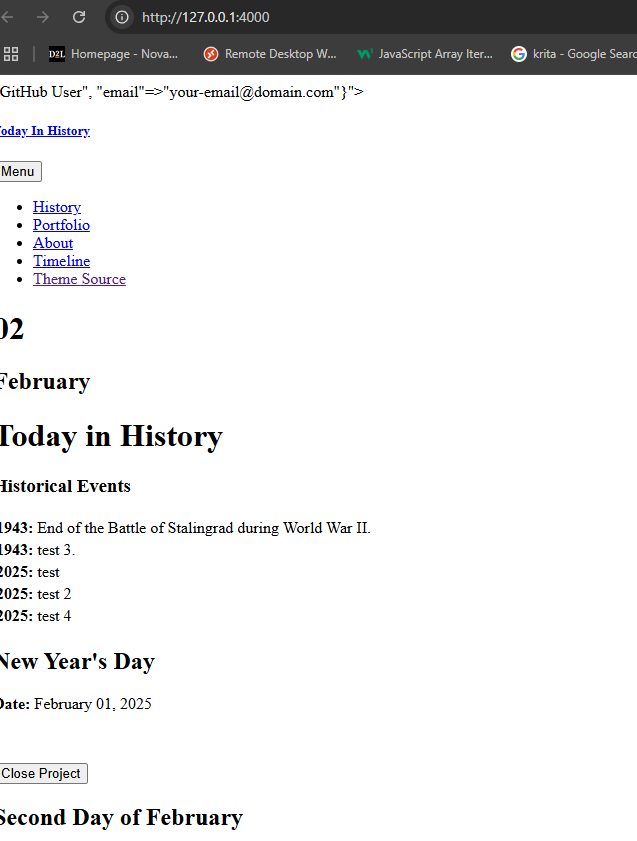 http://127.0.0.1:4000
D2L Homepage - Nova... Remote Desktop W... JavaScript Array Iter... krita - Google Searc
GitHub User", "email"=>"your-email@domain.com"}">
Today In History
Menu
History
Portfolio
About
Timeline
Theme Source
02
February
Today in History
Historical Events
1943: End of the Battle of Stalingrad during World War II.
1943: test 3.
2025: test
2025: test 2
2025: test 4
New Year's Day
Date: February 01, 2025
Close Project
Second Day of February